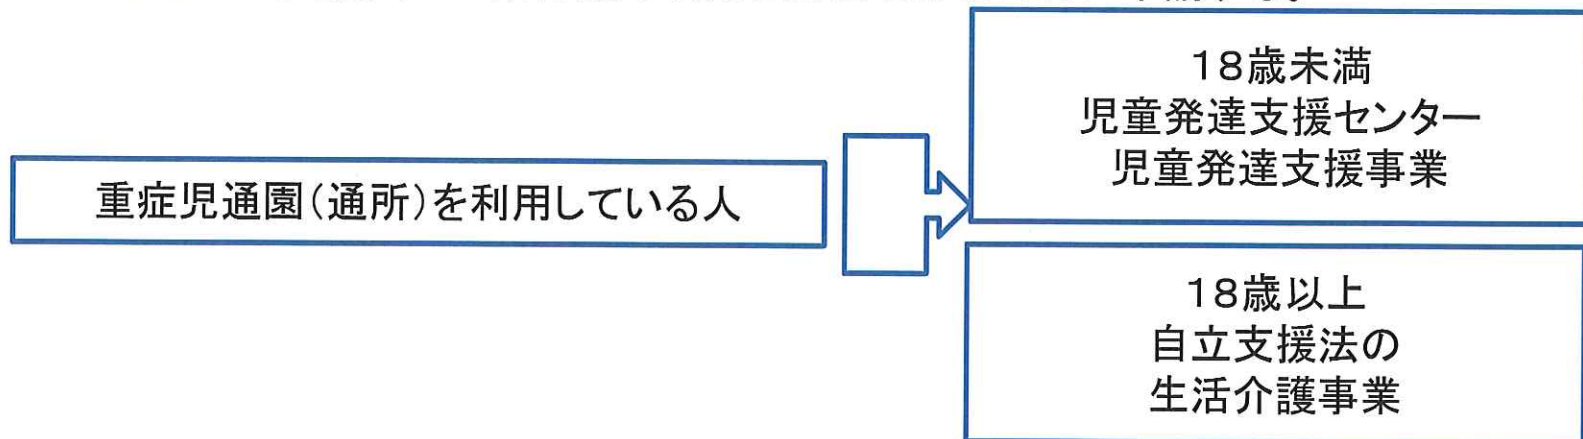 重症児通園(通所)を利用している人
18歳未満
児童発達支援センター
児童発達支援事業
18歳以上
自立支援法の
生活介護事業